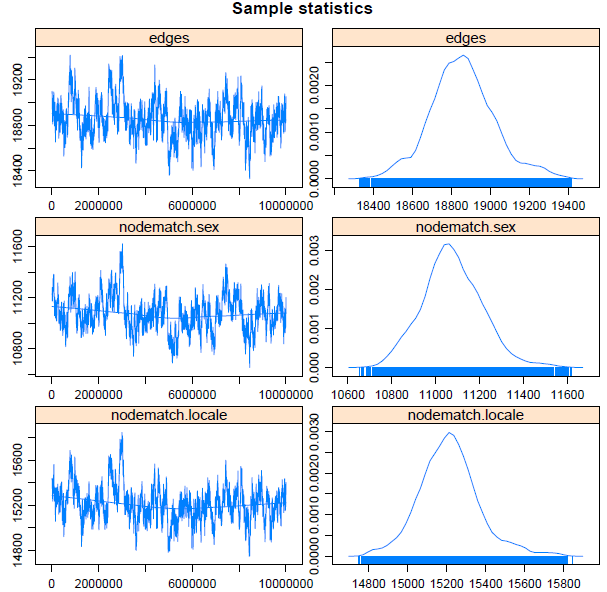 Sample statistics
edges edges
18400 18800 19200
0.0000 0.0010 0.0020
0 2000000 6000000 10000000
18400 18600 18800 19000 19200 19400
nodematch.sex nodematch.sex
10800 11200 11600
0.000 0.001 0.002 0.003
0 2000000 6000000 10000000
10600 10800 11000 11200 11400 11600
nodematch.locale nodematch.locale
14800 15200 15600
0.0000 0.0010 0.0020 0.0030
0 2000000 6000000 10000000
14800 15000 15200 15400 15600 15800